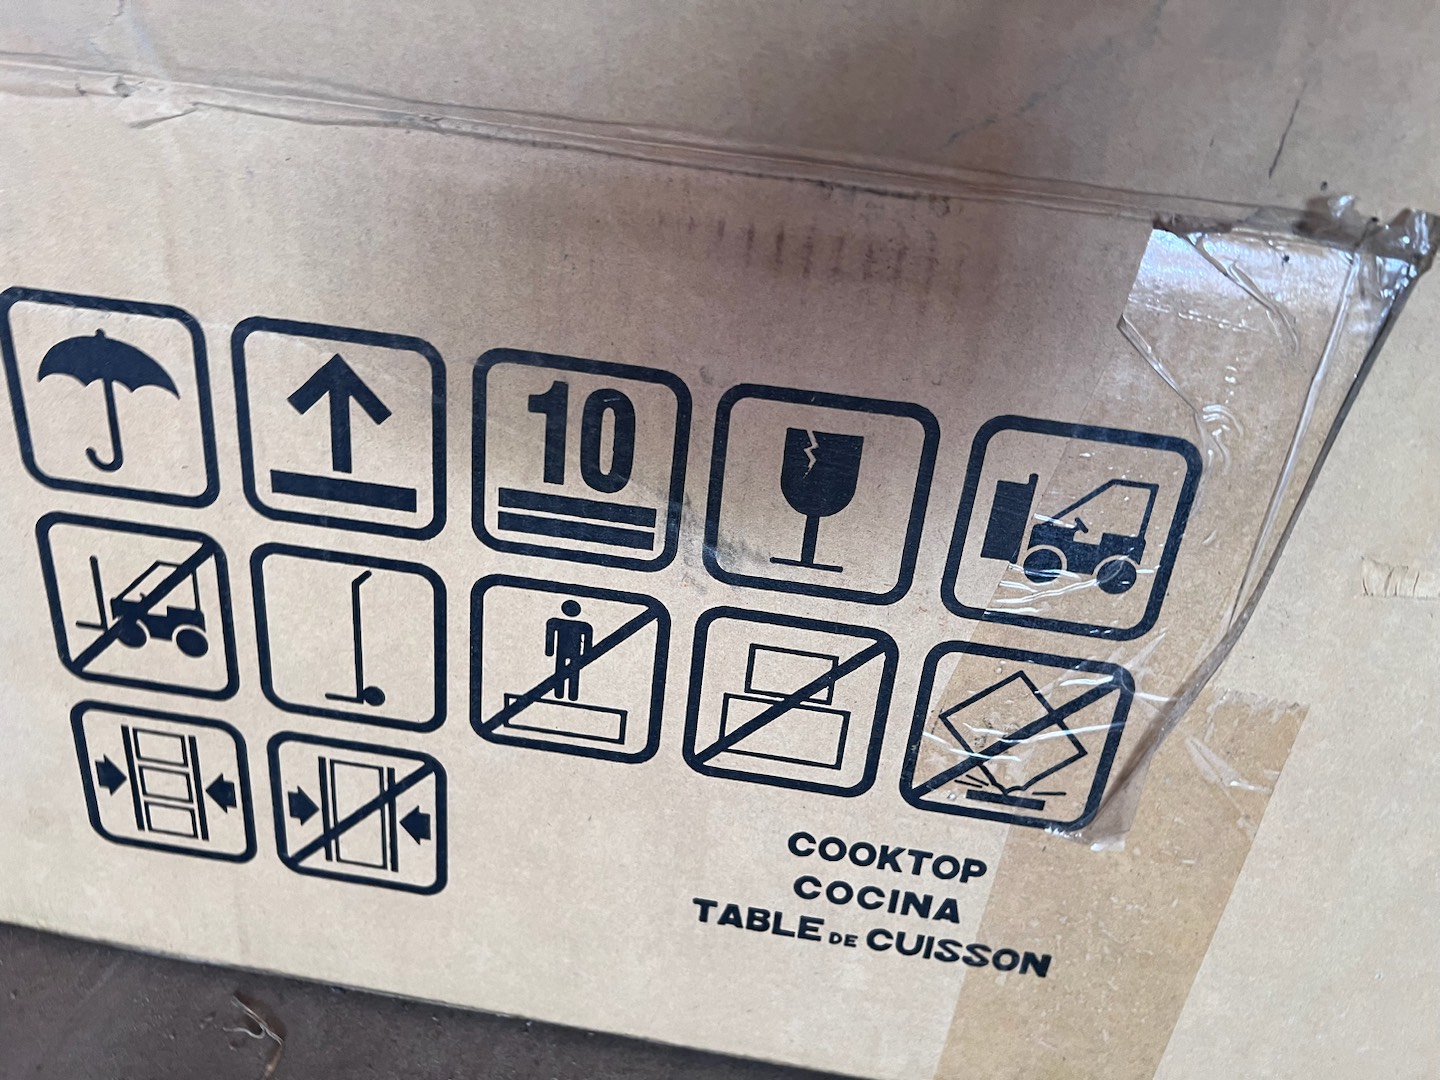 10
COOKTOP
COCINA
TABLE DE CUISSON